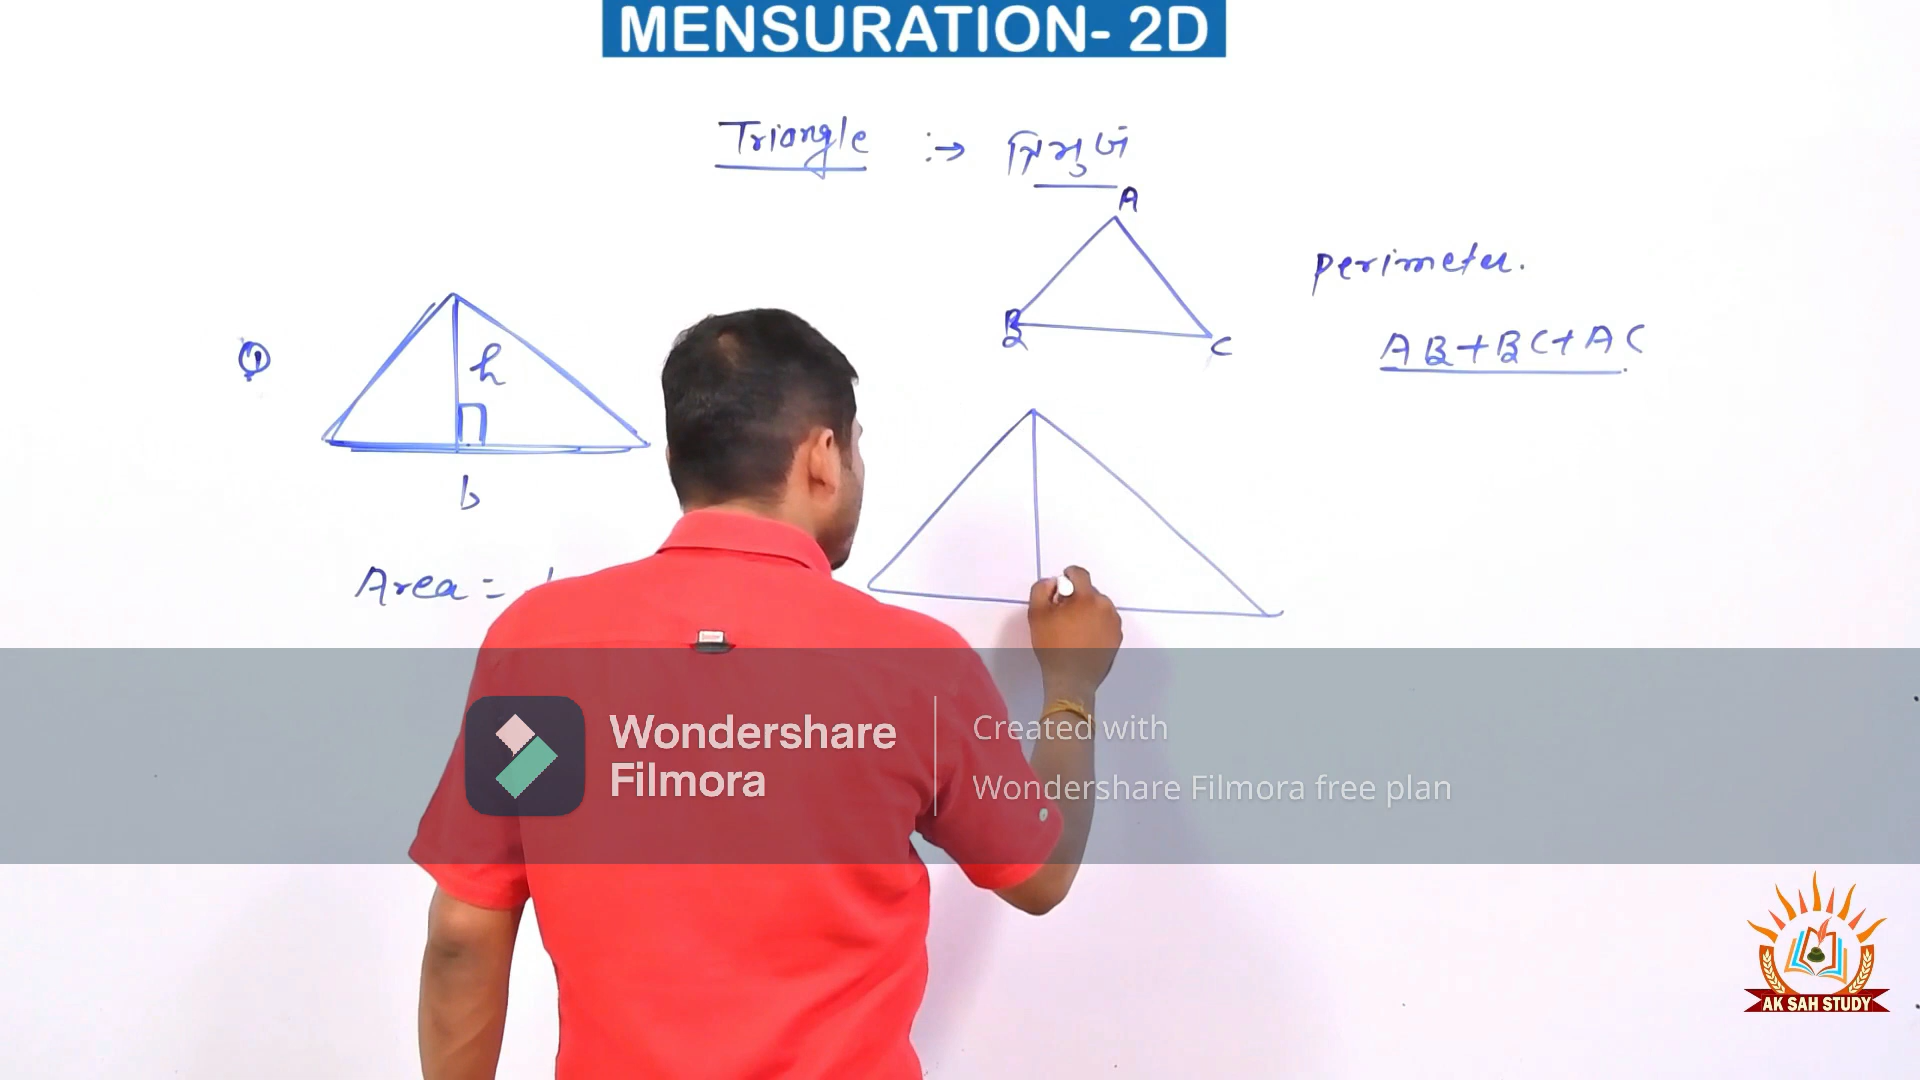 MENSURATION- 2D
Triangle :→ त्रिभुज
A
B
C
perimeter.
AB+BC+AC
①
h
b
Area =
Wondershare
Filmora
Created with
Wondershare Filmora free plan
AK SAH STUDY